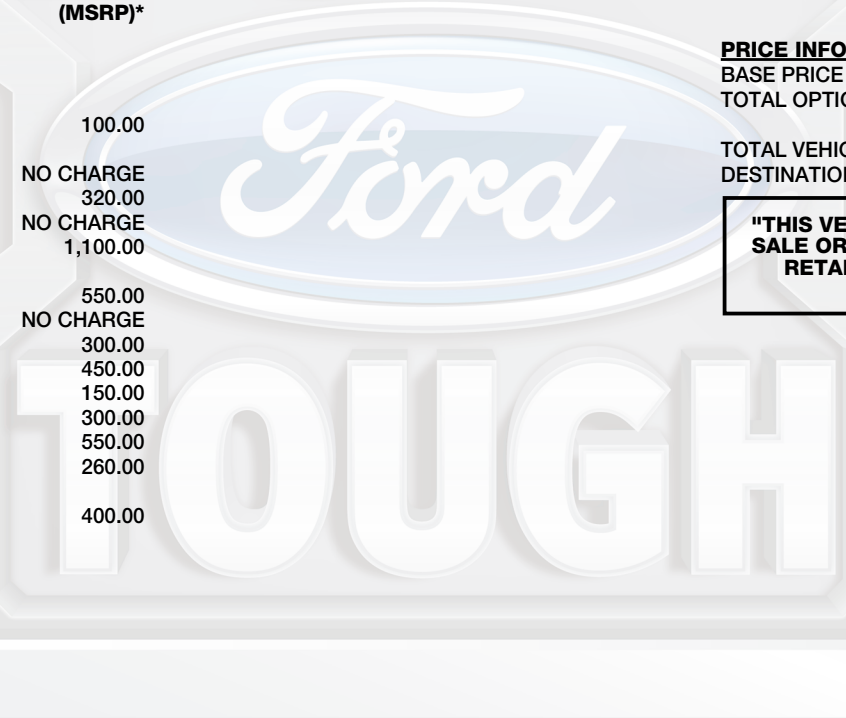 (MSRP)*
100.00
NO CHARGE
320.00
NO CHARGE
1,100.00
550.00
NO CHARGE
300.00
450.00
150.00
300.00
550.00
260.00
400.00
PRICE INFO
BASE PRICE
TOTAL OPTIO
TOTAL VEHIC
DESTINATION
"THIS VE
SALE OR
RETAI
Ford
TOUGH